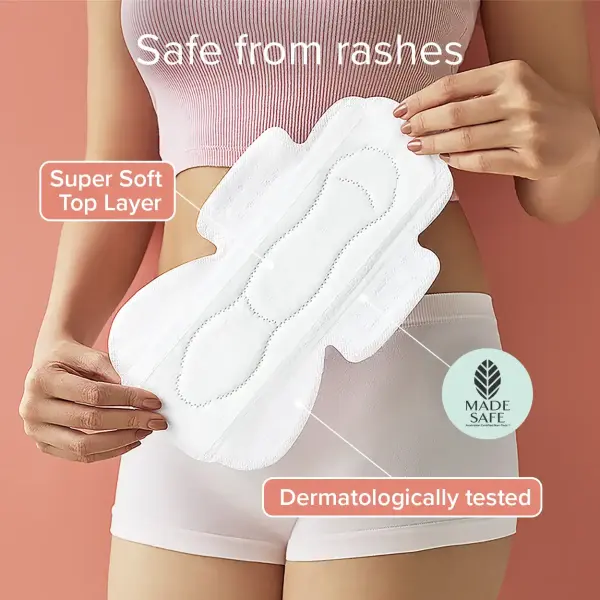 Safe from rashes
Super Soft
Top Layer
MADE
SAFE
Dermatologically tested